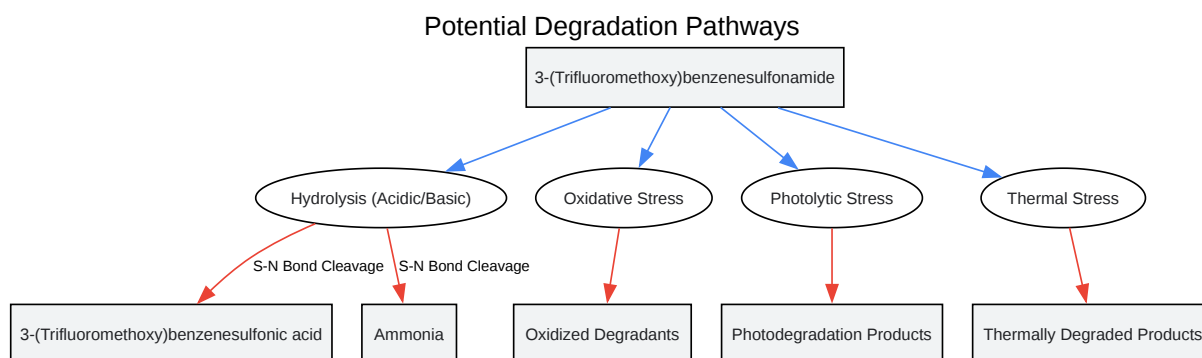 Potential Degradation Pathways
3-(Trifluoromethoxy)benzenesulfonamide
Hydrolysis (Acidic/Basic)
Oxidative Stress
Photolytic Stress
Thermal Stress
S-N Bond Cleavage
S-N Bond Cleavage
3-(Trifluoromethoxy)benzenesulfonic acid
Ammonia
Oxidized Degradants
Photodegradation Products
Thermally Degraded Products